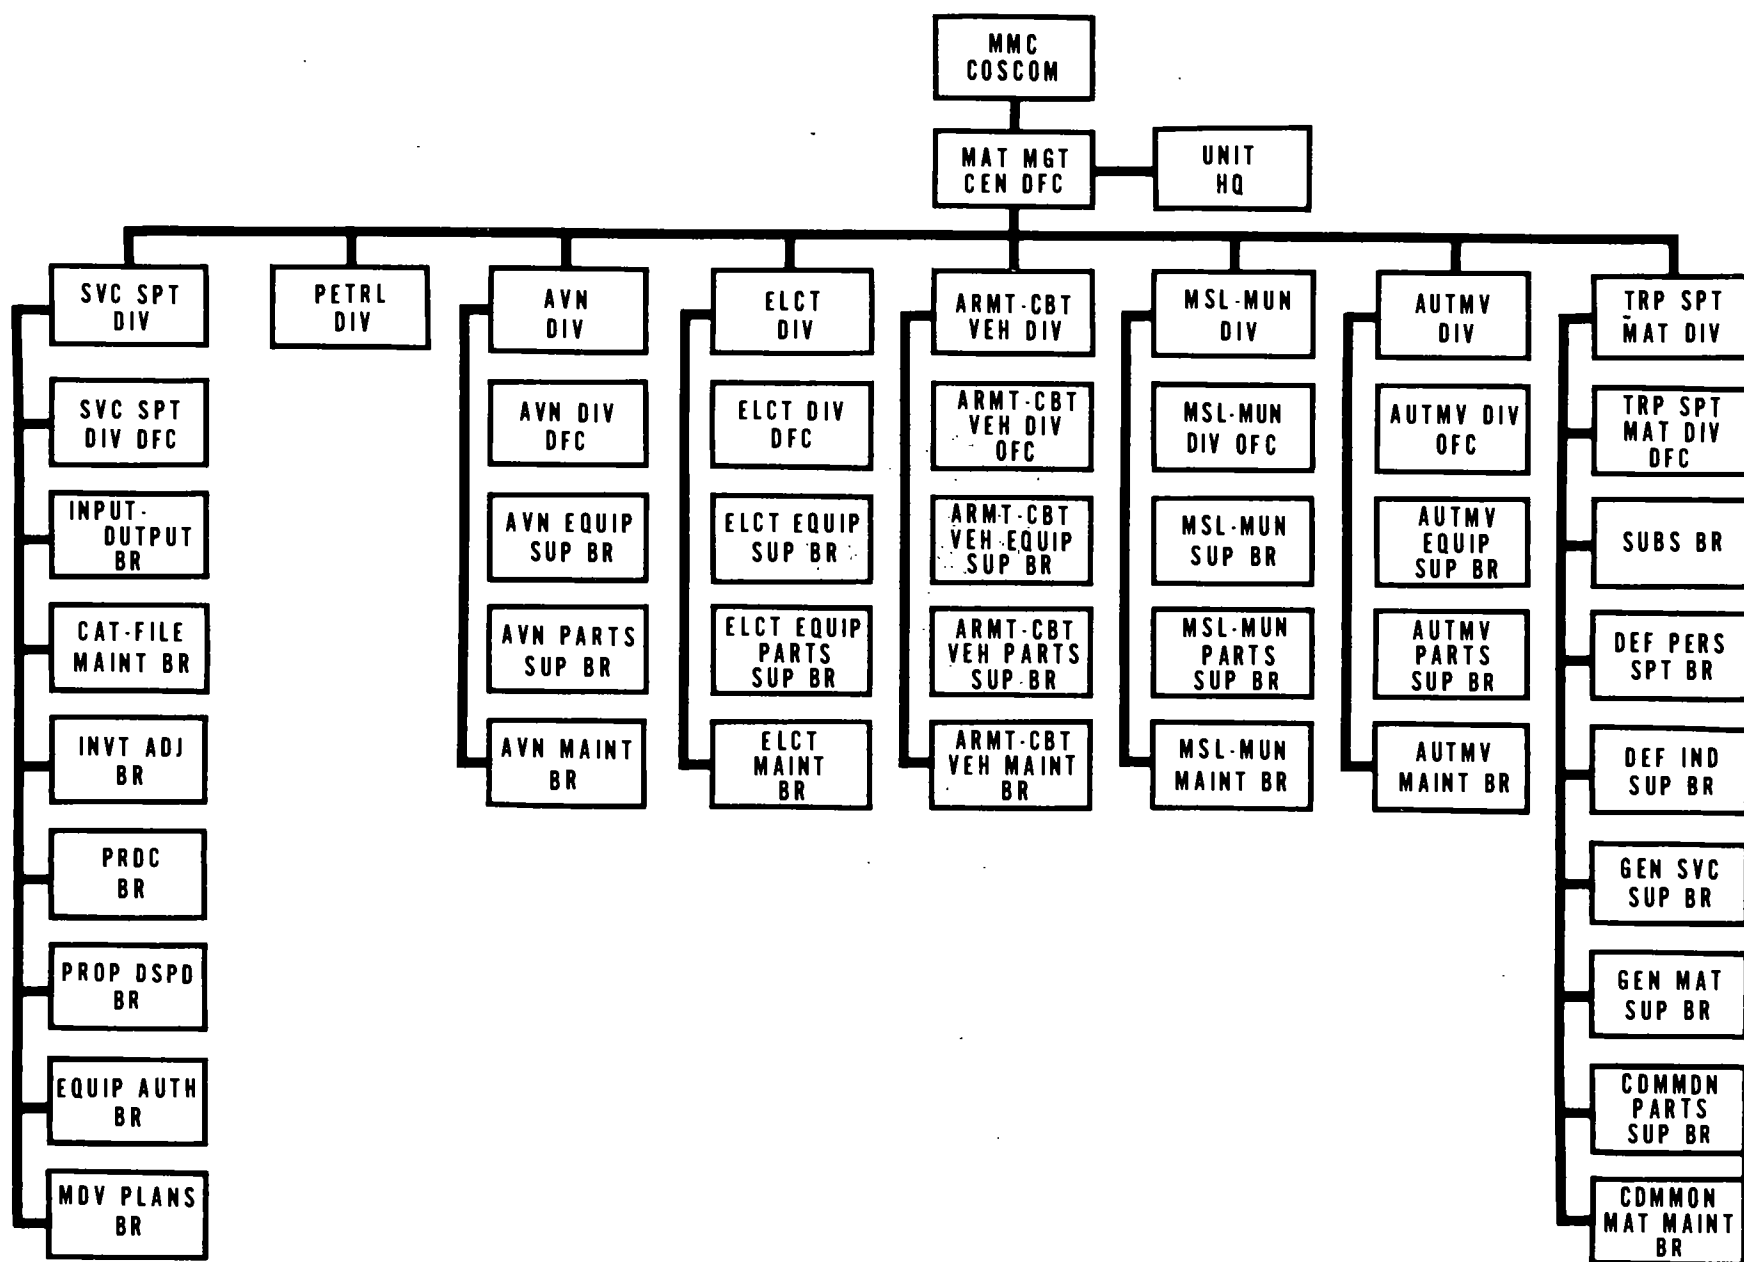 MMC
COSCOM
MAT MGT
CEN DFC
UNIT
HQ
SVC SPT
DIV
SVC SPT
DIV DFC
INPUT-
DUTPUT
BR
CAT-FILE
MAINT BR
INVT ADJ
BR
PRDC
BR
PROP DSPD
BR
EQUIP AUTH
BR
MDV PLANS
BR
PETRL
DIV
AVN
DIV
AVN DIV
DFC
AVN EQUIP
SUP BR
AVN PARTS
SUP BR
AVN MAINT
BR
ELCT
DIV
ELCT DIV
DFC
ELCT EQUIP
SUP BR
ELCT EQUIP
PARTS
SUP BR
ELCT
MAINT
BR
ARMT-CBT
VEH DIV
ARMT-CBT
VEH DIV
OFC
ARMT-CBT
VEH EQUIP
SUP BR
ARMT-CBT
VEH PARTS
SUP BR
ARMT-CBT
VEH MAINT
BR
MSL-MUN
DIV
MSL-MUN
DIV OFC
MSL-MUN
SUP BR
MSL-MUN
PARTS
SUP BR
MSL-MUN
MAINT BR
AUTMV
DIV
AUTMV DIV
OFC
AUTMV
EQUIP
SUP BR
AUTMV
PARTS
SUP BR
AUTMV
MAINT BR
TRP SPT
MAT DIV
TRP SPT
MAT DIV
DFC
SUBS BR
DEF PERS
SPT BR
DEF IND
SUP BR
GEN SVC
SUP BR
GEN MAT
SUP BR
CDMMDN
PARTS
SUP BR
CDMMON
MAT MAINT
BR